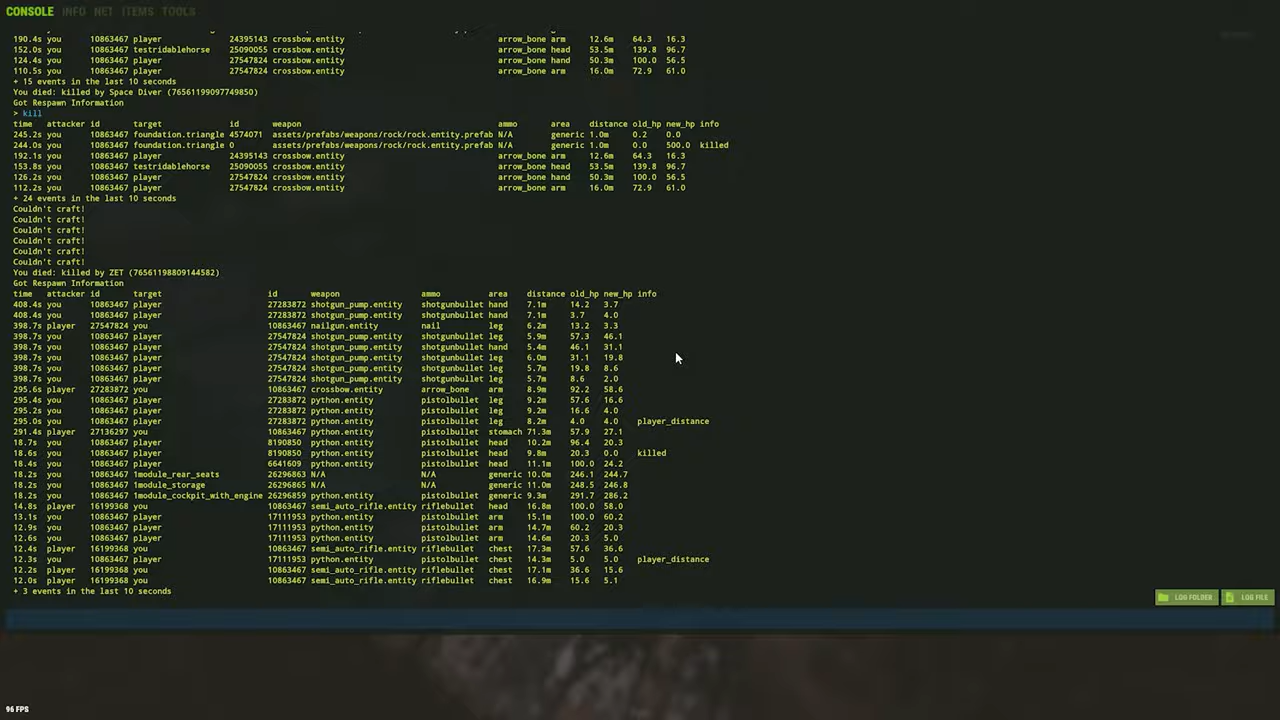 CONSOLE INFO NET ITEMS TOOLS
190.4s you 10863467 player 24395143 crossbow.entity arrow_bone arm 12.6m 64.3 16.3
152.0s you 10863467 testridablehorse 25090055 crossbow.entity arrow_bone head 53.5m 139.8 96.7
124.4s you 10863467 player 27547824 crossbow.entity arrow_bone hand 50.3m 100.0 56.5
110.5s you 10863467 player 27547824 crossbow.entity arrow_bone arm 16.0m 72.9 61.0
+ 15 events in the last 10 seconds
You died: killed by Space Diver (76561199097749850)
Got Respawn Information
> kill
time attacker id target id weapon ammo area distance old_hp new_hp info
245.2s you 10863467 foundation.triangle 4574071 assets/prefabs/weapons/rock/rock.entity.prefab N/A generic 1.0m 0.2 0.0
244.0s you 10863467 foundation.triangle 0 assets/prefabs/weapons/rock/rock.entity.prefab N/A generic 1.0m 0.0 500.0 killed
192.1s you 10863467 player 24395143 crossbow.entity arrow_bone arm 12.6m 64.3 16.3
153.8s you 10863467 testridablehorse 25090055 crossbow.entity arrow_bone head 53.5m 139.8 96.7
126.2s you 10863467 player 27547824 crossbow.entity arrow_bone hand 50.3m 100.0 56.5
112.2s you 10863467 player 27547824 crossbow.entity arrow_bone arm 16.0m 72.9 61.0
+ 24 events in the last 10 seconds
Couldn't craft!
Couldn't craft!
Couldn't craft!
Couldn't craft!
Couldn't craft!
Couldn't craft!
You died: killed by ZET (76561198809144582)
Got Respawn Information
time attacker id target id weapon ammo area distance old_hp new_hp info
408.4s you 10863467 player 27283872 shotgun_pump.entity shotgunbullet hand 7.1m 14.2 3.7
408.4s you 10863467 player 27283872 shotgun_pump.entity shotgunbullet hand 7.1m 3.7 4.0
398.7s player 27547824 you 10863467 nailgun.entity nail leg 6.2m 13.2 3.3
398.7s you 10863467 player 27547824 shotgun_pump.entity shotgunbullet leg 5.9m 57.3 46.1
398.7s you 10863467 player 27547824 shotgun_pump.entity shotgunbullet hand 5.4m 46.1 31.1
398.7s you 10863467 player 27547824 shotgun_pump.entity shotgunbullet leg 6.0m 31.1 19.8
398.7s you 10863467 player 27547824 shotgun_pump.entity shotgunbullet leg 5.7m 19.8 8.6
398.7s you 10863467 player 27547824 shotgun_pump.entity shotgunbullet leg 5.7m 8.6 2.0
295.6s player 27283872 you 10863467 crossbow.entity arrow_bone arm 8.9m 92.2 58.6
295.4s you 10863467 player 27283872 python.entity pistolbullet leg 9.2m 57.6 16.6
295.2s you 10863467 player 27283872 python.entity pistolbullet leg 9.2m 16.6 4.0
295.0s you 10863467 player 27283872 python.entity pistolbullet leg 8.2m 4.0 4.0 player_distance
291.4s player 27136297 you 10863467 python.entity pistolbullet stomach 71.3m 57.9 27.1
18.7s you 10863467 player 8190850 python.entity pistolbullet head 10.2m 96.4 20.3
18.6s you 10863467 player 8190850 python.entity pistolbullet head 9.8m 20.3 0.0 killed
18.4s you 10863467 player 6641609 python.entity pistolbullet head 11.1m 100.0 24.2
18.2s you 10863467 1module_rear_seats 26296863 N/A N/A generic 10.0m 246.1 244.7
18.2s you 10863467 1module_storage 26296865 N/A N/A generic 11.0m 248.5 246.8
18.2s you 10863467 1module_cockpit_with_engine 26296859 python.entity pistolbullet generic 9.3m 291.7 286.2
14.8s player 16199368 you 10863467 semi_auto_rifle.entity riflebullet head 16.8m 100.0 58.0
13.1s you 10863467 player 17111953 python.entity pistolbullet arm 15.1m 100.0 60.2
12.9s you 10863467 player 17111953 python.entity pistolbullet arm 14.7m 60.2 20.3
12.6s you 10863467 player 17111953 python.entity pistolbullet arm 14.6m 20.3 5.0
12.4s player 16199368 you 10863467 semi_auto_rifle.entity riflebullet chest 17.3m 57.6 36.6
12.3s you 10863467 player 17111953 python.entity pistolbullet chest 14.3m 5.0 5.0 player_distance
12.2s player 16199368 you 10863467 semi_auto_rifle.entity riflebullet chest 17.1m 36.6 15.6
12.0s player 16199368 you 10863467 semi_auto_rifle.entity riflebullet chest 16.9m 15.6 5.1
+ 3 events in the last 10 seconds
LOG FOLDER LOG FILE
96 FPS